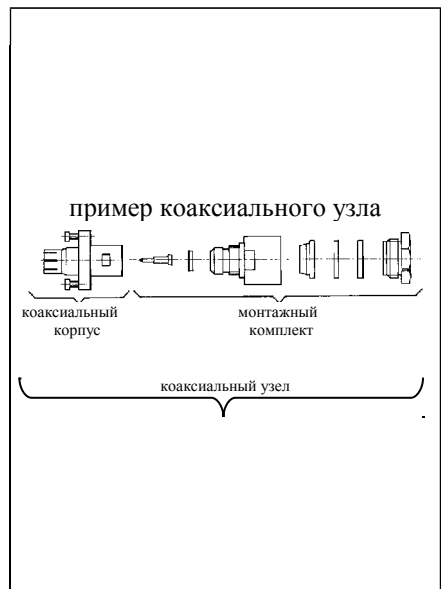 пример коаксиального узла
коаксиальный
корпус
монтажный
комплект
коаксиальный узел